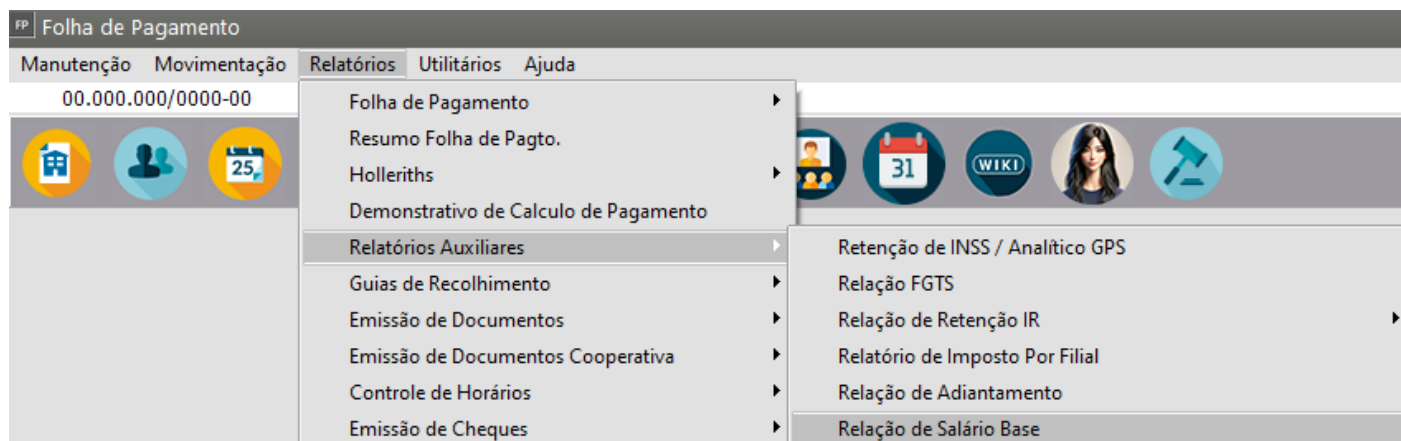 FP Folha de Pagamento
Manutenção Movimentação Relatórios Utilitários Ajuda
00.000.000/0000-00
Folha de Pagamento
Resumo Folha de Pagto.
Holleriths
Demonstrativo de Calculo de Pagamento
Relatórios Auxiliares
Guias de Recolhimento
Emissão de Documentos
Emissão de Documentos Cooperativa
Controle de Horários
Emissão de Cheques
25
31
WIKI
Retenção de INSS / Analítico GPS
Relação FGTS
Relação de Retenção IR
Relatório de Imposto Por Filial
Relação de Adiantamento
Relação de Salário Base